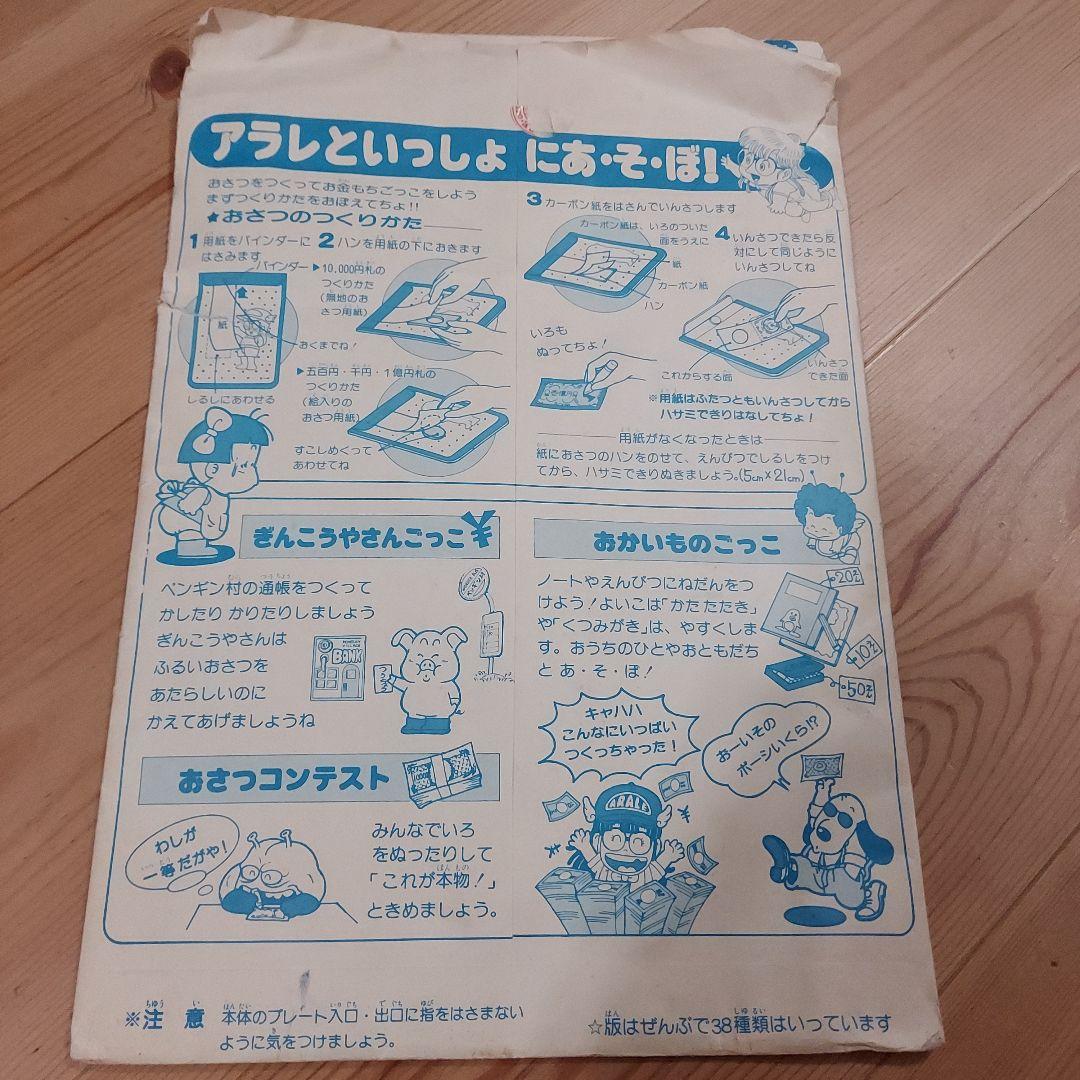 アラレといっしょ にあ・そ・ぼ!
おさつをつくってお金もちごっこをしよう
まずつくりかたをおぼえてちょ!!
★おさつのつくりかた
1 用紙をバインダーに
はさみます
バインダー
紙
おくまでね!
しるしにあわせる
2 ハンを用紙の下におきます
▶10,000円札の
つくりかた
(無地のお
さつ用紙)
▶五百円・千円・1億円札の
つくりかた
(絵入りの
おさつ用紙)
すこしめくって
あわせてね
3 カーボン紙をはさんでいんさつします
カーボン紙は、いろのついた
面をうえに
紙
カーボン紙
ハン
いろも
ぬってちょ!
4 いんさつできたら反
対にして同じように
いんさつしてね
これからする面
いんさつ
できた面
※用紙はふたつともいんさつしてから
ハサミできりはなしてちょ!
用紙がなくなったときは
紙におさつのハンをのせて、えんぴつでしるしをつけ
てから、ハサミできりぬきましょう。(5cm×21cm)
ぎんこうやさんごっこ
ペンギン村の通帳をつくって
かしたり かりたりしましょう
ぎんこうやさんは
ふるいおさつを
あたらしいのに
かえてあげましょうね
BANK
おかいものごっこ
ノートやえんぴつにねだんをつ
けよう!よいこは「かたたたき」
や「くつみがき」は、やすくしま
す。おうちのひとやおともだち
と あ・そ・ぼ!
20え
10え
50え
おさつコンテスト
わしが
一等だがや!
みんなでいろ
をぬったりして
「これが本物!」
ときめましょう。
キャハハ
こんなにいっぱい
つくっちゃった!
おーいその
ポーシいくら!?
ARALE
※注意 本体のプレート入口・出口に指をはさまない
ように気をつけましょう。
☆版はぜんぶで38種類はいっています